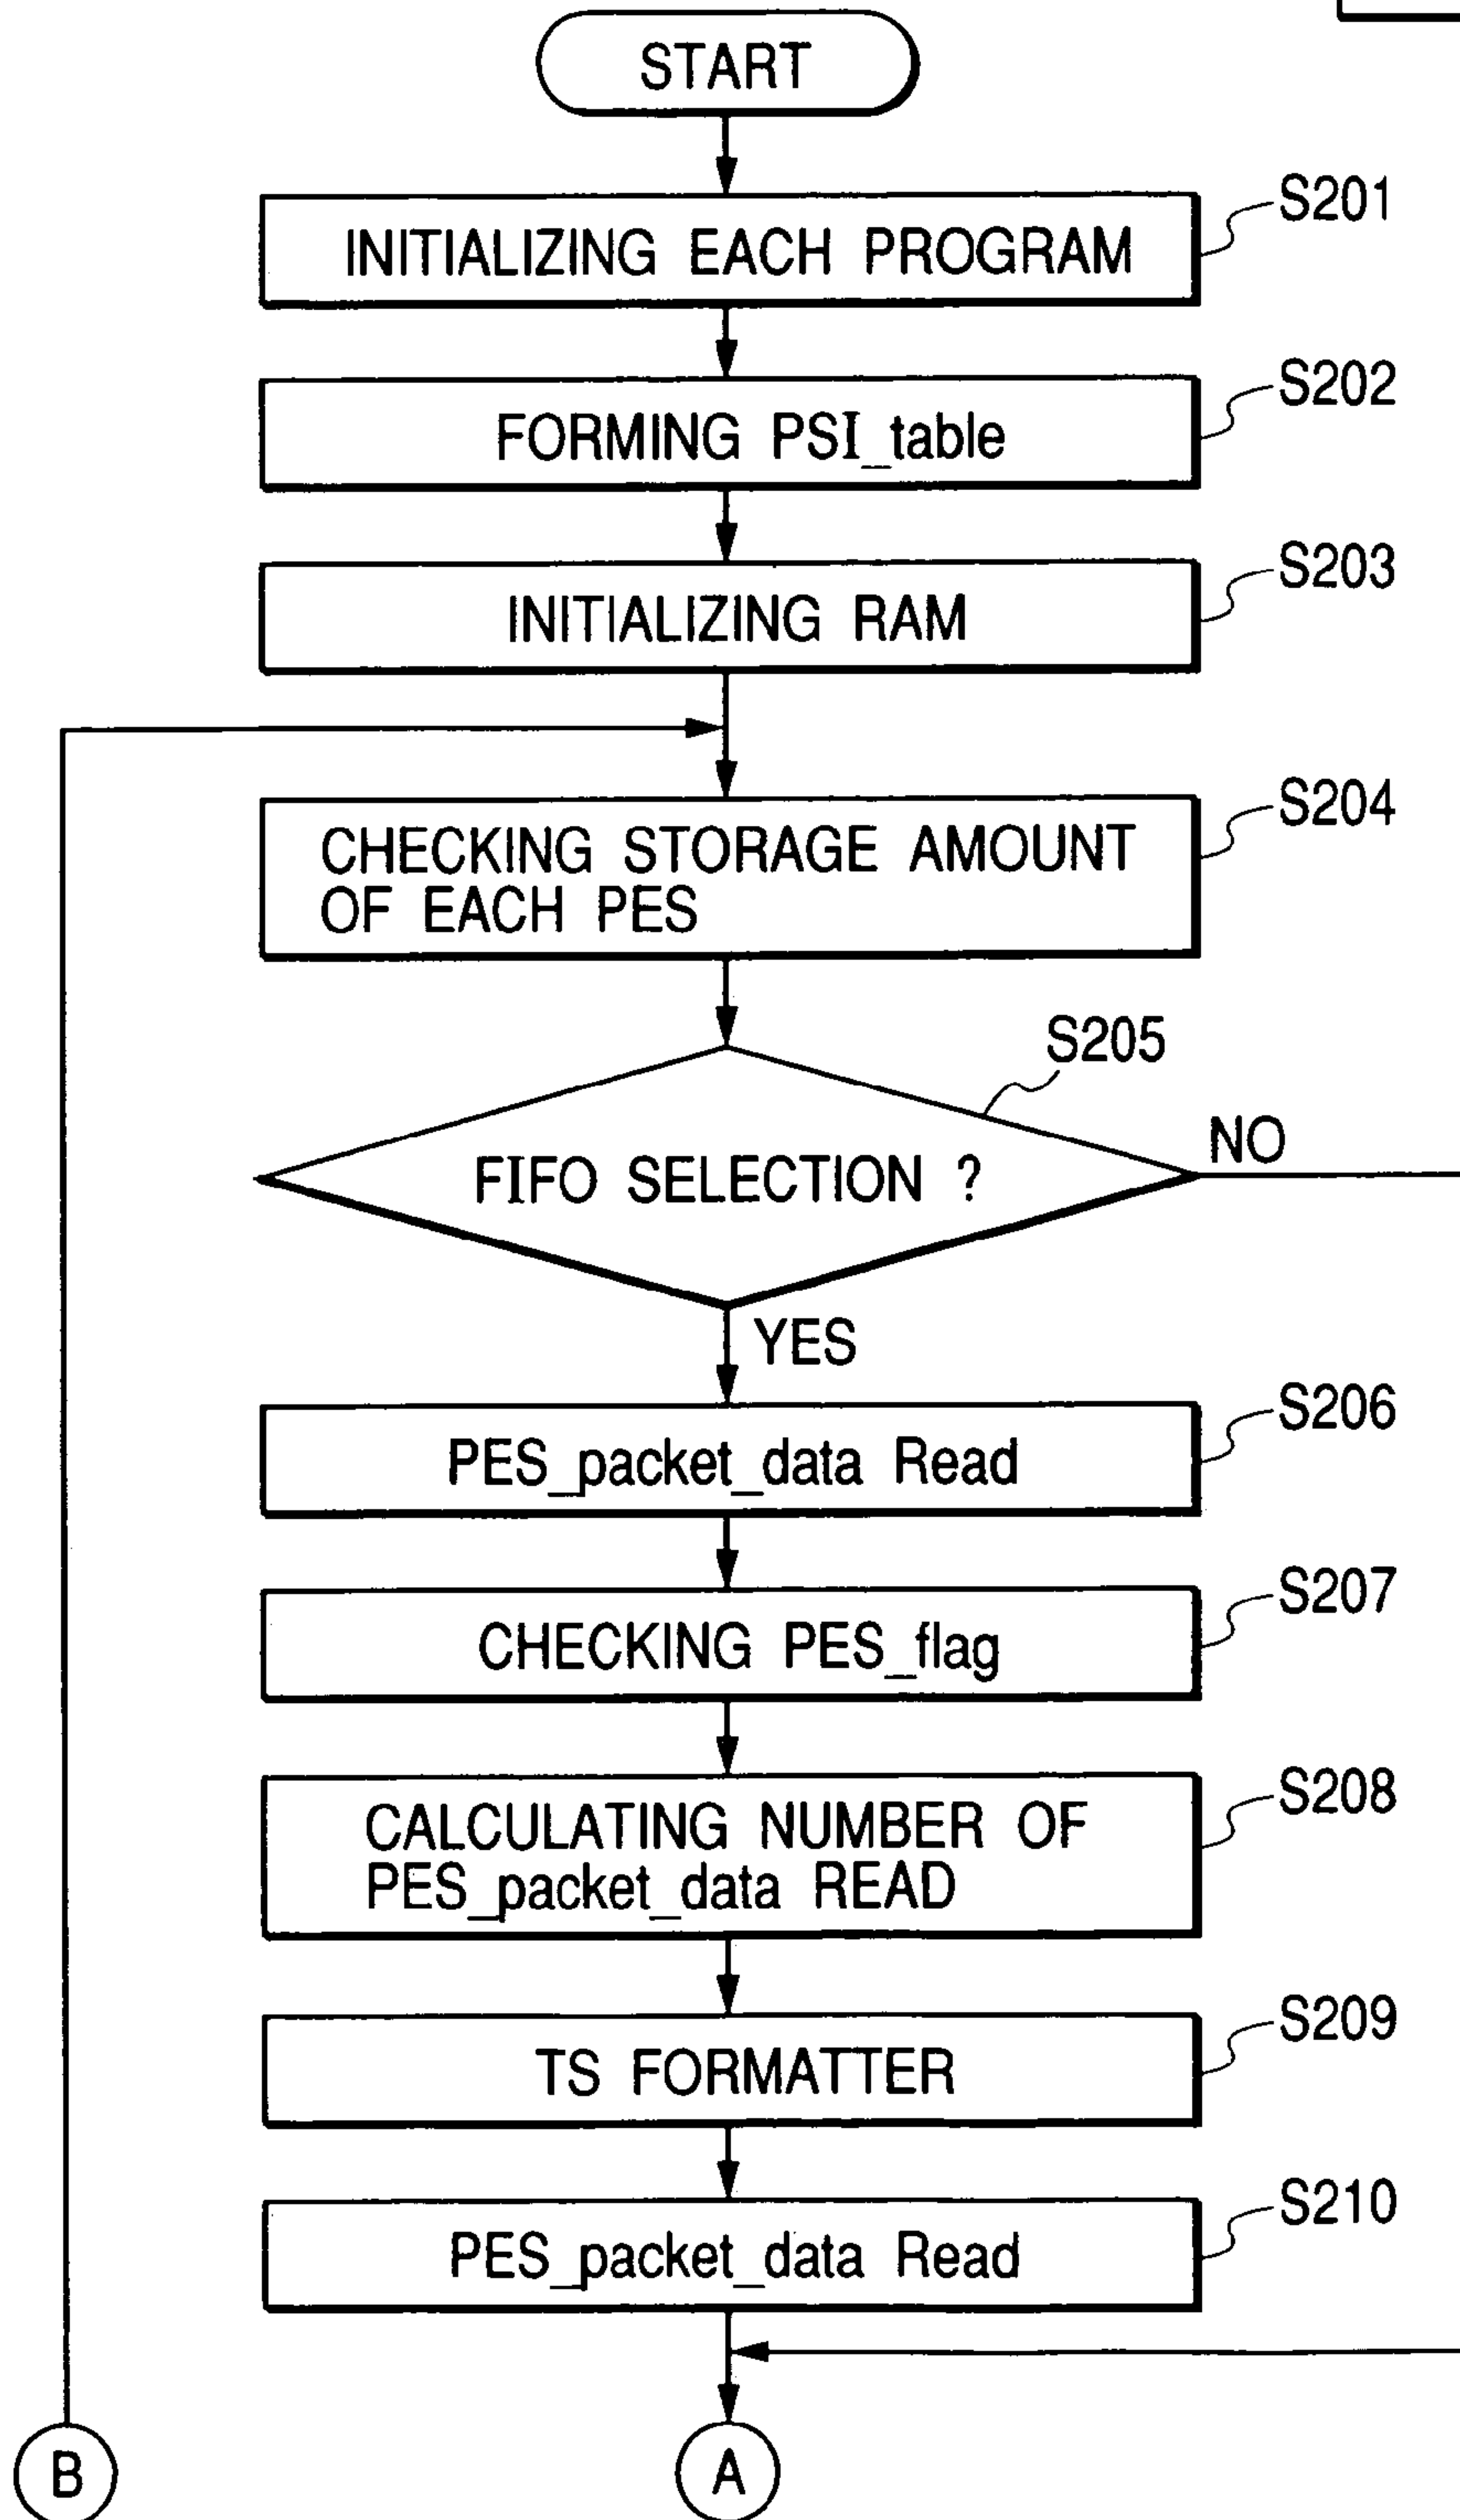 START
S201
INITIALIZING EACH PROGRAM
S202
FORMING PSI_table
S203
INITIALIZING RAM
S204
CHECKING STORAGE AMOUNT
OF EACH PES
S205
NO
FIFO SELECTION ?
YES
S206
PES_packet_data Read
S207
CHECKING PES_flag
S208
CALCULATING NUMBER OF
PES_packet_data READ
S209
TS FORMATTER
S210
PES_packet_data Read
B
A